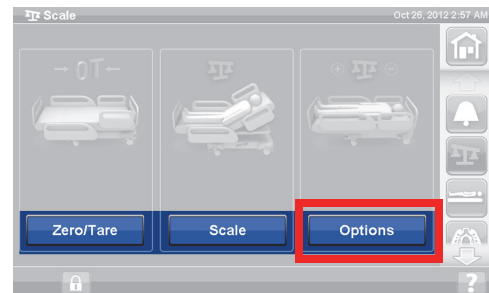 Scale Oct 26, 2012 2:57 AM
→ 0T ←
Zero/Tare Scale Options
?